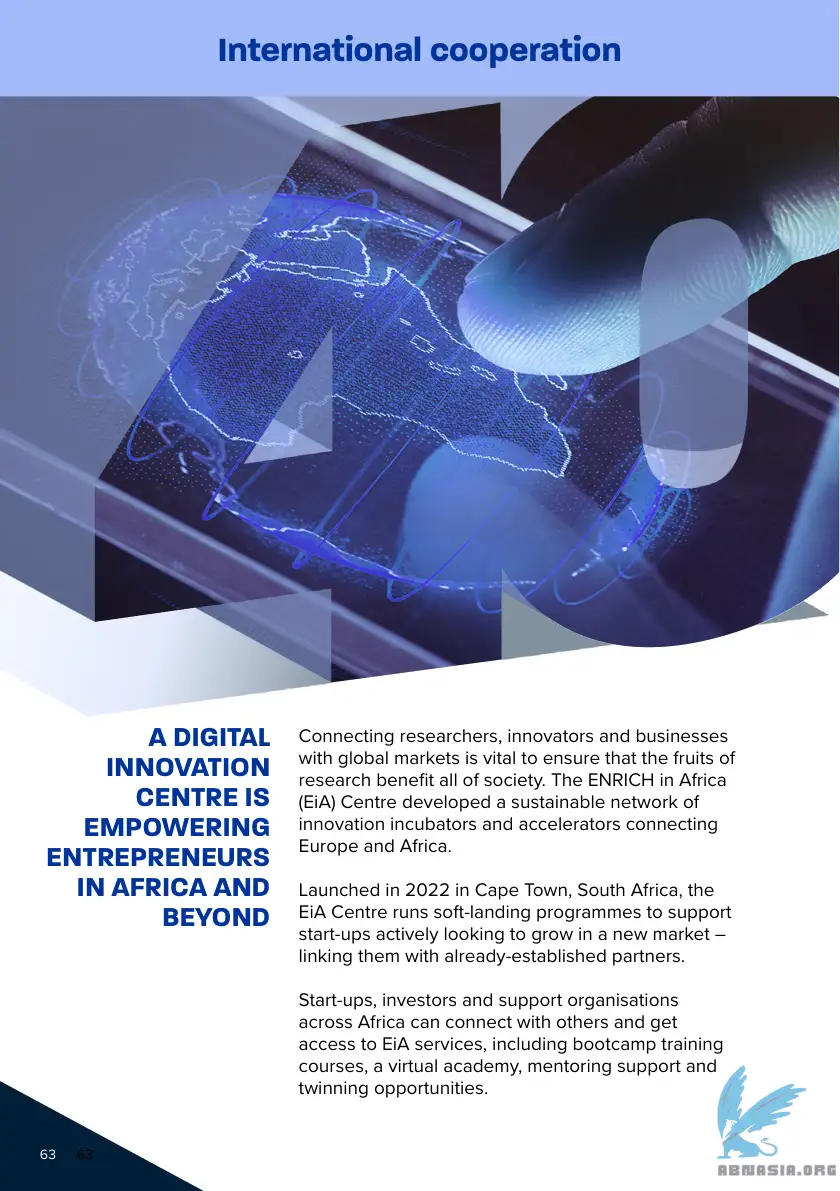 International cooperation
40
A DIGITAL
INNOVATION
CENTRE IS
EMPOWERING
ENTREPRENEURS
IN AFRICA AND
BEYOND
Connecting researchers, innovators and businesses
with global markets is vital to ensure that the fruits of
research benefit all of society. The ENRICH in Africa
(EiA) Centre developed a sustainable network of
innovation incubators and accelerators connecting
Europe and Africa.
Launched in 2022 in Cape Town, South Africa, the
EiA Centre runs soft-landing programmes to support
start-ups actively looking to grow in a new market –
linking them with already-established partners.
Start-ups, investors and support organisations
across Africa can connect with others and get
access to EiA services, including bootcamp training
courses, a virtual academy, mentoring support and
twinning opportunities.
63 63
ABNASIA.ORG